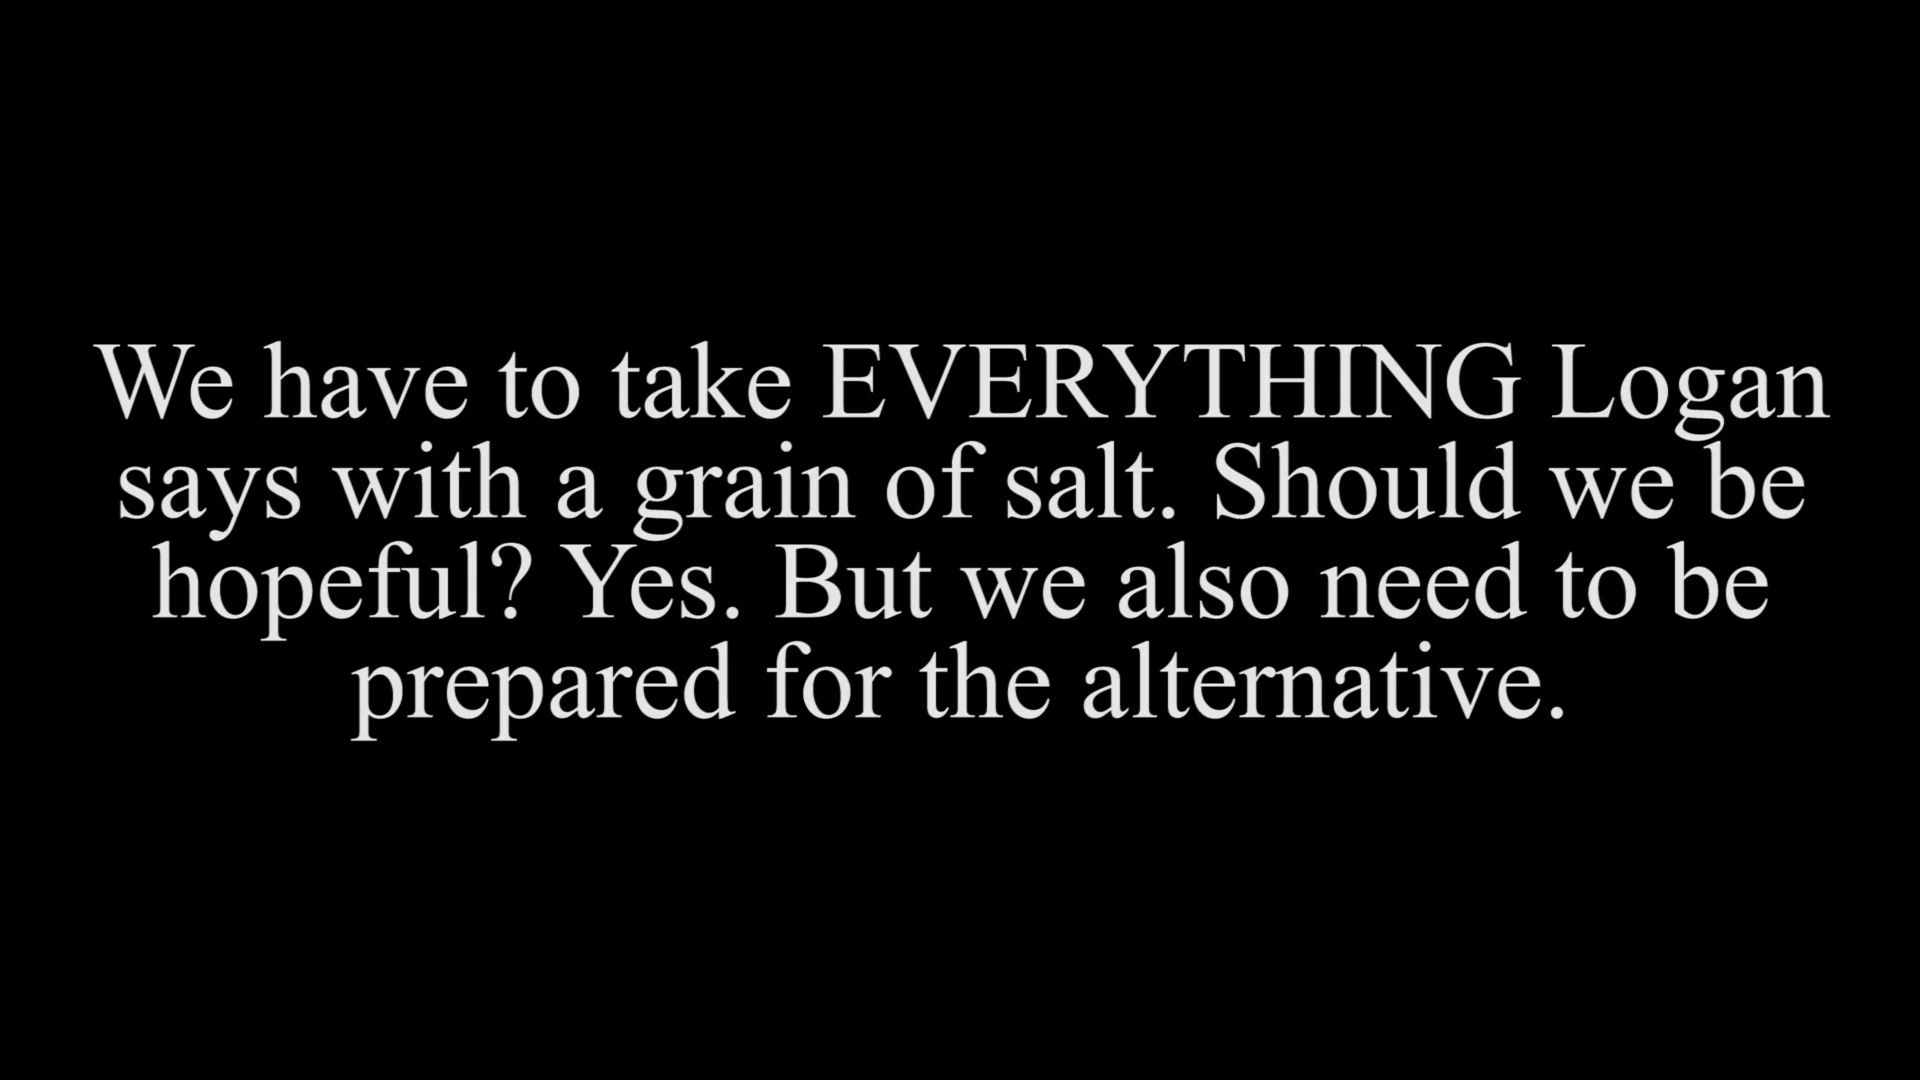 We have to take EVERYTHING Logan
says with a grain of salt. Should we be
hopeful? Yes. But we also need to be
prepared for the alternative.